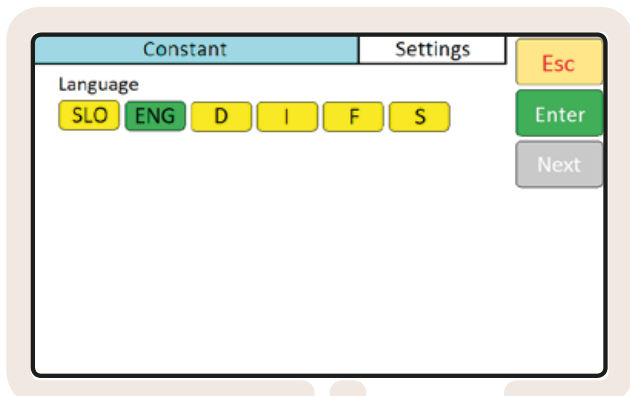 Constant Settings
Esc
Language
SLO ENG D I F S
Enter
Next